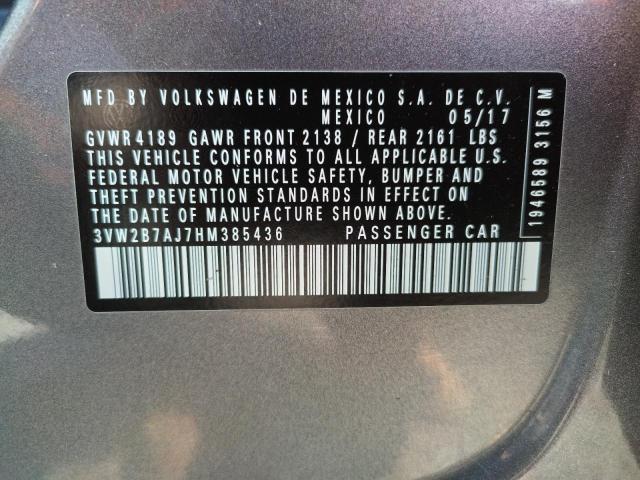 MFD BY VOLKSWAGEN DE MEXICO S.A. DE C.V.
MEXICO 05/17
GVWR 4189 GAWR FRONT 2138 / REAR 2161 LBS
THIS VEHICLE CONFORMS TO ALL APPLICABLE U.S.
FEDERAL MOTOR VEHICLE SAFETY, BUMPER AND
THEFT PREVENTION STANDARDS IN EFFECT ON
THE DATE OF MANUFACTURE SHOWN ABOVE.
3VW2B7AJ7HM385436 PASSENGER CAR
1946589 3156 M